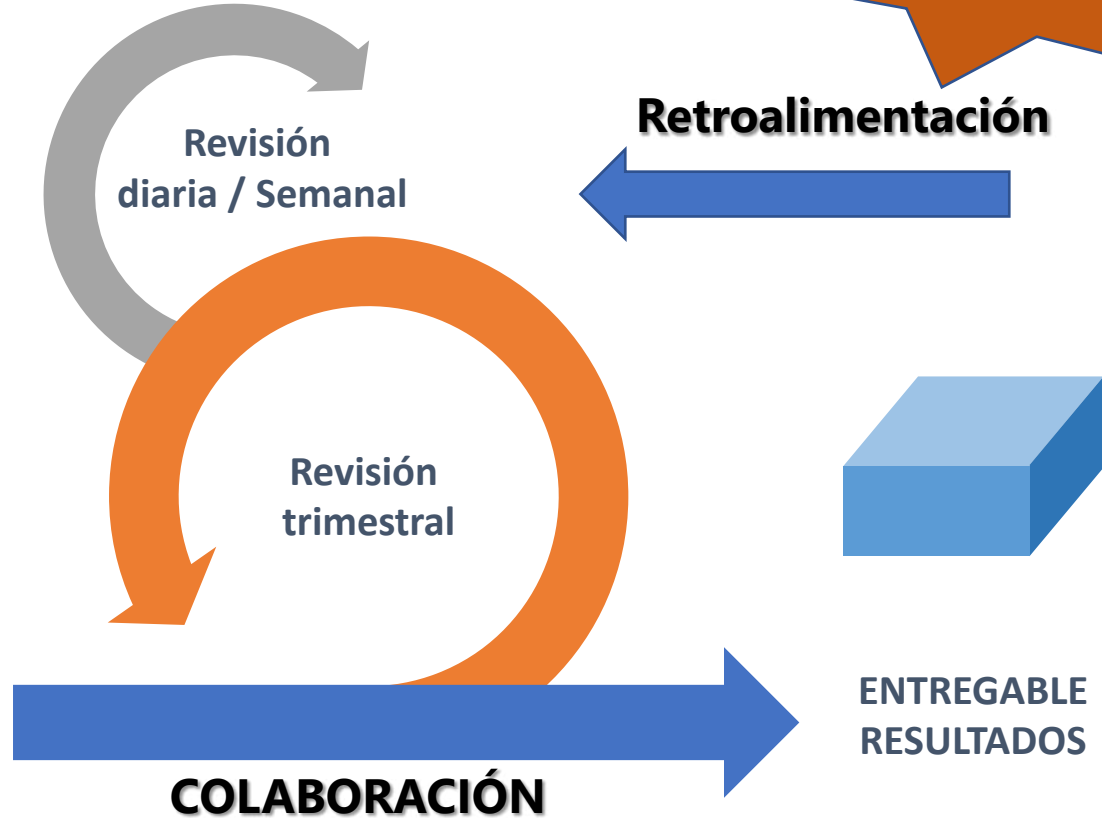 Retroalimentación
Revisión
diaria / Semanal
Revisión
trimestral
ENTREGABLE
RESULTADOS
COLABORACIÓN